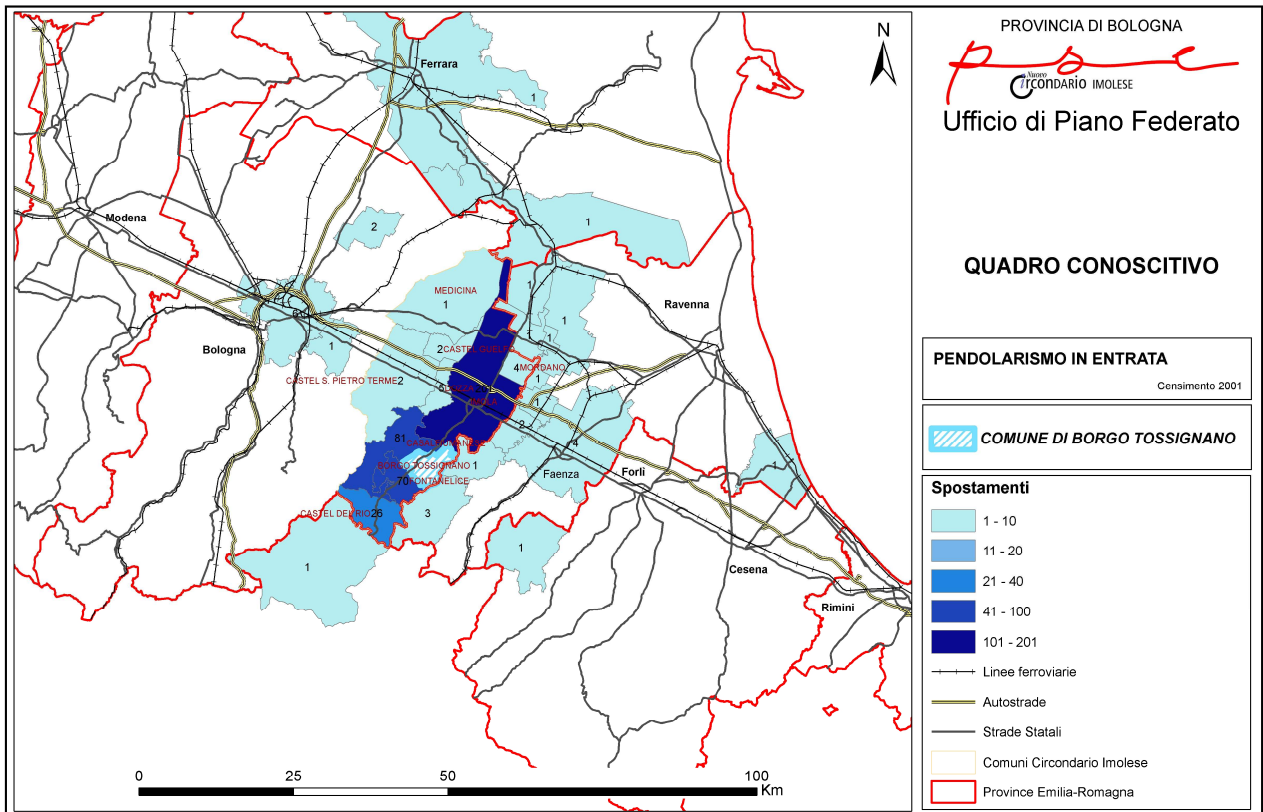 N
Ferrara
1
Modena
1
2
MEDICINA
1
1
Ravenna
6
1
Bologna
1
1
2
CASTEL GUELFO
4
MORDANO
1
CASTEL S. PIETRO TERME
2
IMOLA
1
2
81
4
BORGO TOSSIGNANO
1
Faenza
Forlì
70
FONTANELICE
CASTEL DEL RIO
26
3
1
1
Cesena
Rimini
0
25
50
100
Km
PROVINCIA DI BOLOGNA
psc
Nuovo
Circondario IMOLESE
Ufficio di Piano Federato
QUADRO CONOSCITIVO
PENDOLARISMO IN ENTRATA
Censimento 2001
COMUNE DI BORGO TOSSIGNANO
Spostamenti
1 - 10
11 - 20
21 - 40
41 - 100
101 - 201
Linee ferroviarie
Autostrade
Strade Statali
Comuni Circondario Imolese
Province Emilia-Romagna